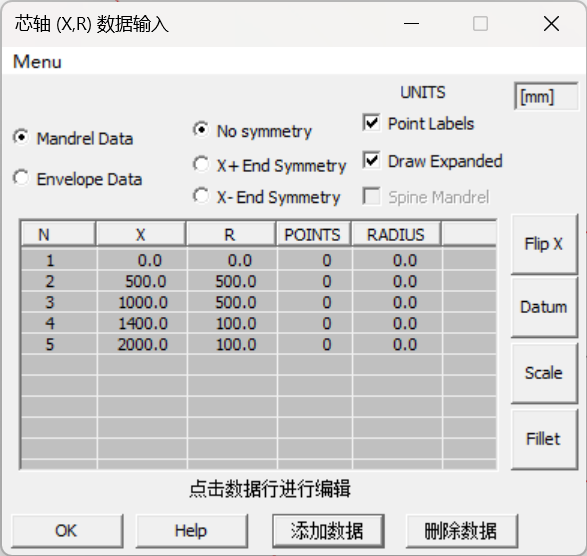 芯轴 (X,R) 数据输入
Menu
UNITS [mm]
Mandrel Data
Envelope Data
No symmetry
X+ End Symmetry
X- End Symmetry
Point Labels
Draw Expanded
Spine Mandrel
N X R POINTS RADIUS
1 0.0 0.0 0 0.0
2 500.0 500.0 0 0.0
3 1000.0 500.0 0 0.0
4 1400.0 100.0 0 0.0
5 2000.0 100.0 0 0.0
Flip X
Datum
Scale
Fillet
点击数据行进行编辑
OK Help 添加数据 删除数据